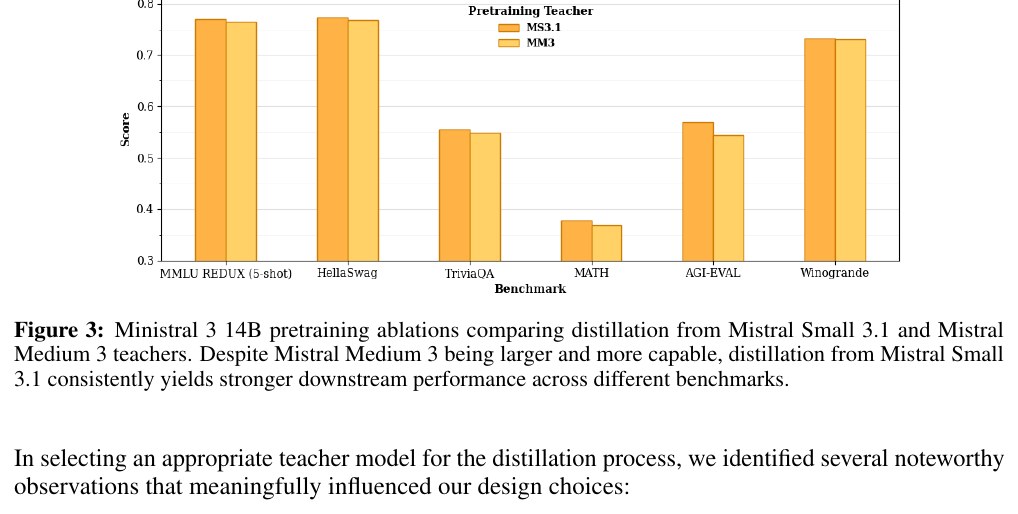 0.8
Pretraining Teacher
MS3.1
MM3
0.7
0.6
0.5
0.4
0.3
Score
MMLU REDUX (5-shot) HellaSwag TriviaQA MATH AGI-EVAL Winogrande
Benchmark
Figure 3: Ministral 3 14B pretraining ablations comparing distillation from Mistral Small 3.1 and Mistral
Medium 3 teachers. Despite Mistral Medium 3 being larger and more capable, distillation from Mistral Small
3.1 consistently yields stronger downstream performance across different benchmarks.
In selecting an appropriate teacher model for the distillation process, we identified several noteworthy
observations that meaningfully influenced our design choices: